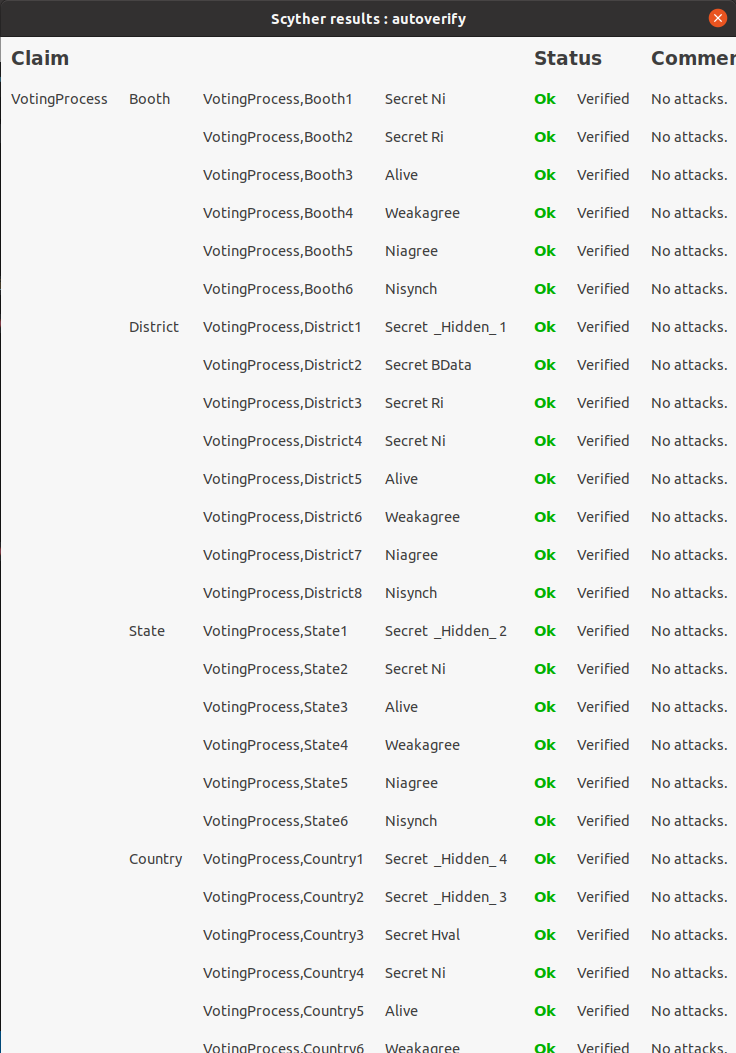 Scyther results : autoverify
Claim Status Commen
VotingProcess Booth VotingProcess,Booth1 Secret Ni Ok Verified No attacks.
VotingProcess,Booth2 Secret Ri Ok Verified No attacks.
VotingProcess,Booth3 Alive Ok Verified No attacks.
VotingProcess,Booth4 Weakagree Ok Verified No attacks.
VotingProcess,Booth5 Niagree Ok Verified No attacks.
VotingProcess,Booth6 Nisynch Ok Verified No attacks.
District VotingProcess,District1 Secret _Hidden_ 1 Ok Verified No attacks.
VotingProcess,District2 Secret BData Ok Verified No attacks.
VotingProcess,District3 Secret Ri Ok Verified No attacks.
VotingProcess,District4 Secret Ni Ok Verified No attacks.
VotingProcess,District5 Alive Ok Verified No attacks.
VotingProcess,District6 Weakagree Ok Verified No attacks.
VotingProcess,District7 Niagree Ok Verified No attacks.
VotingProcess,District8 Nisynch Ok Verified No attacks.
State VotingProcess,State1 Secret _Hidden_ 2 Ok Verified No attacks.
VotingProcess,State2 Secret Ni Ok Verified No attacks.
VotingProcess,State3 Alive Ok Verified No attacks.
VotingProcess,State4 Weakagree Ok Verified No attacks.
VotingProcess,State5 Niagree Ok Verified No attacks.
VotingProcess,State6 Nisynch Ok Verified No attacks.
Country VotingProcess,Country1 Secret _Hidden_ 4 Ok Verified No attacks.
VotingProcess,Country2 Secret _Hidden_ 3 Ok Verified No attacks.
VotingProcess,Country3 Secret Hval Ok Verified No attacks.
VotingProcess,Country4 Secret Ni Ok Verified No attacks.
VotingProcess,Country5 Alive Ok Verified No attacks.
VotingProcess,Country6 Weakagree Ok Verified No attacks.